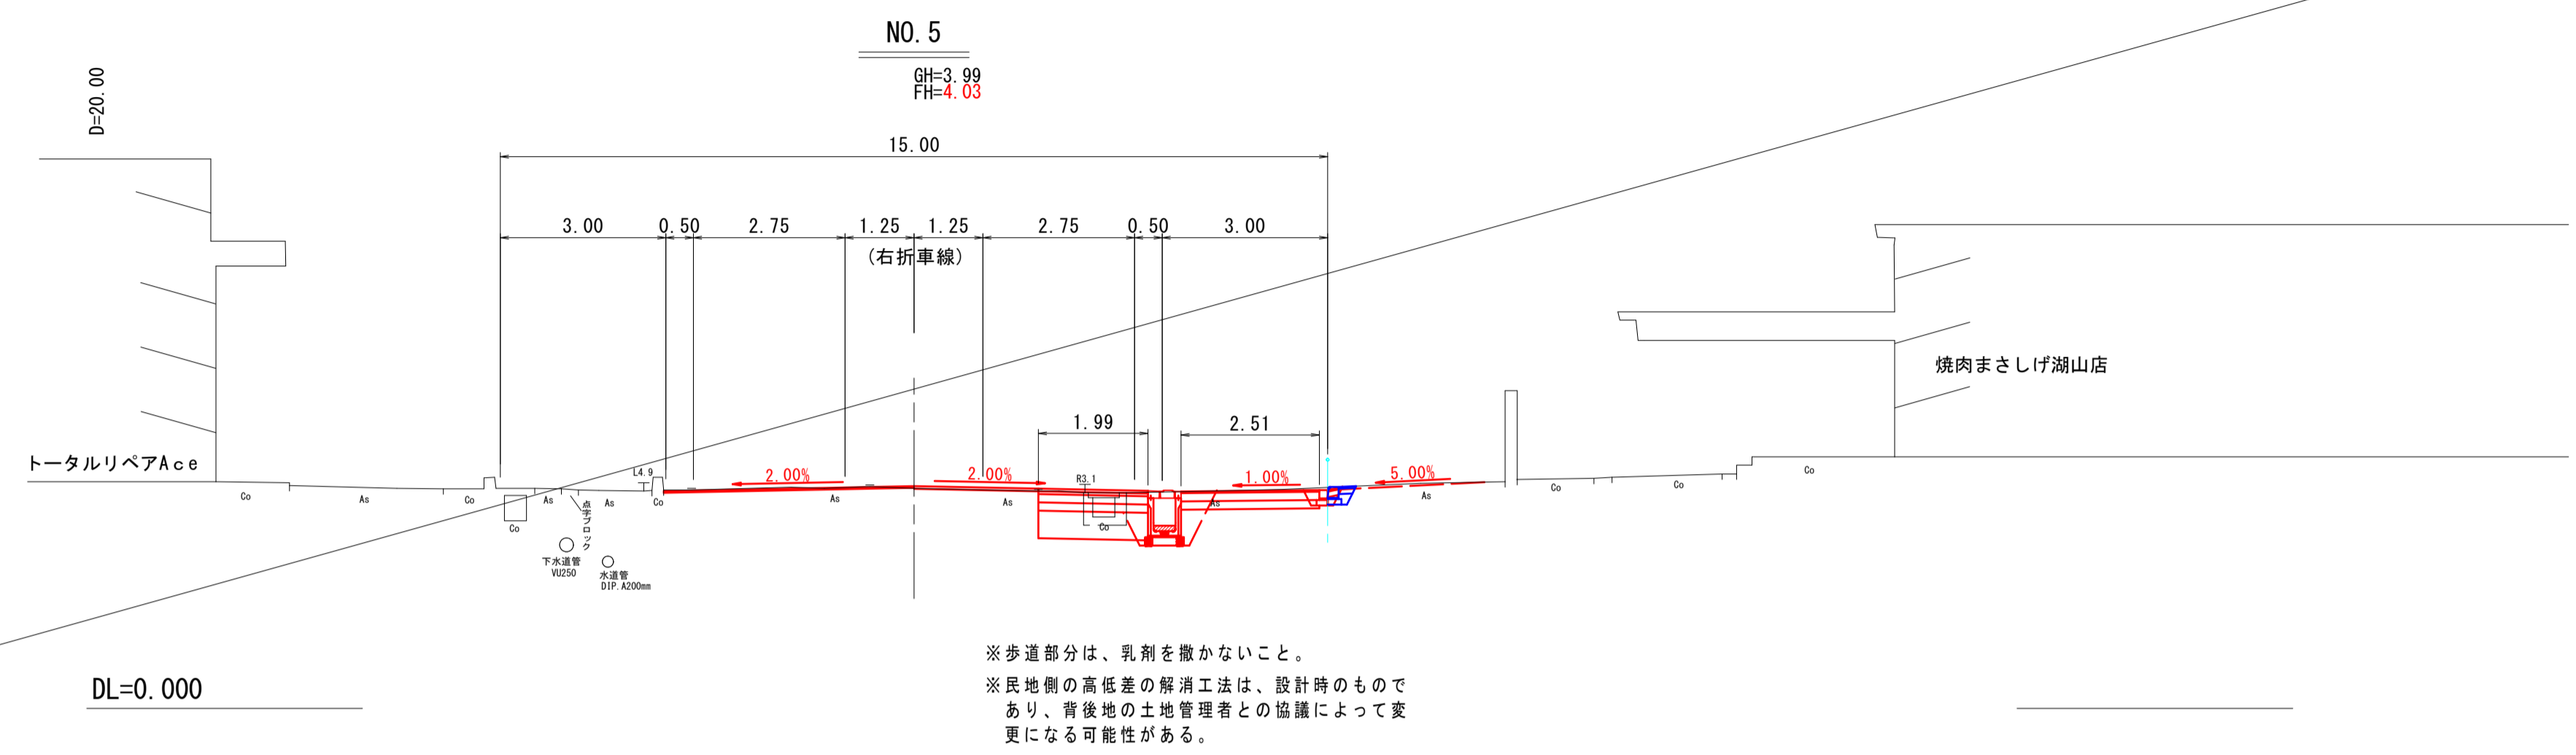 NO.5
GH=3.99
FH=4.03
D=20.00
15.00
3.00
0.50
2.75
1.25
1.25
2.75
0.50
3.00
(右折車線)
焼肉まさしげ湖山店
1.99
2.51
トータルリペアAce
L4.9
2.00%
2.00%
R3.1
1.00%
5.00%
Co
As
Co
As
As
Co
As
As
Co
As
As
Co
Co
Co
Co
点字ブロック
下水道管
VU250
水道管
DIP.A200mm
※歩道部分は、乳剤を撒かないこと。
※民地側の高低差の解消工法は、設計時のもので
あり、背後地の土地管理者との協議によって変
更になる可能性がある。
DL=0.000